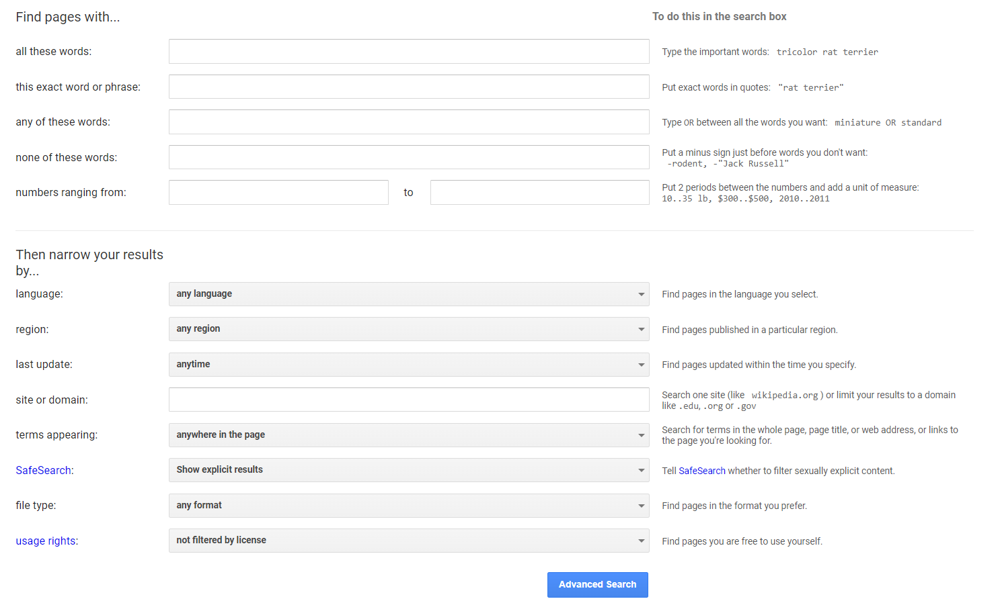 Find pages with...
To do this in the search box
all these words:
Type the important words: tricolor rat terrier
this exact word or phrase:
Put exact words in quotes: "rat terrier"
any of these words:
Type OR between all the words you want: miniature OR standard
none of these words:
Put a minus sign just before words you don't want:
-rodent, -"Jack Russell"
numbers ranging from:
to
Put 2 periods between the numbers and add a unit of measure:
10..35 lb, $300..$500, 2010..2011
Then narrow your results
by...
language:
any language
Find pages in the language you select.
region:
any region
Find pages published in a particular region.
last update:
anytime
Find pages updated within the time you specify.
site or domain:
Search one site (like wikipedia.org ) or limit your results to a domain
like .edu, .org or .gov
terms appearing:
anywhere in the page
Search for terms in the whole page, page title, or web address, or links to
the page you're looking for.
SafeSearch:
Show explicit results
Tell SafeSearch whether to filter sexually explicit content.
file type:
any format
Find pages in the format you prefer.
usage rights:
not filtered by license
Find pages you are free to use yourself.
Advanced Search